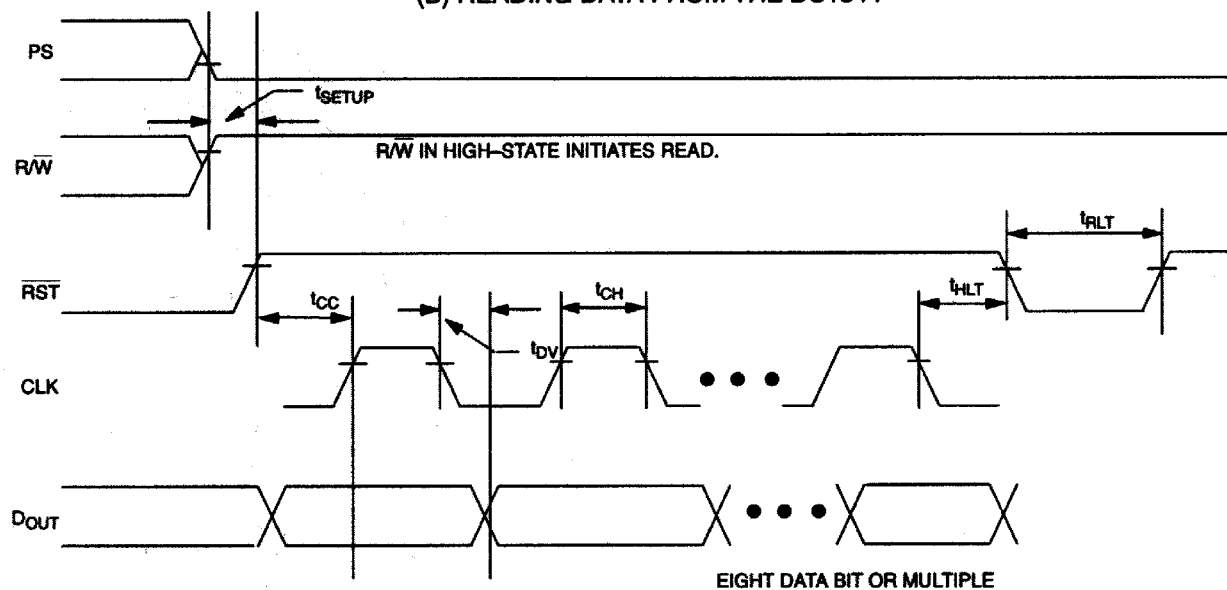 PS
tSETUP
R/W̅ IN HIGH–STATE INITIATES READ.
R/W̅
tRLT
R̅S̅T̅
tCC
tCH
tHLT
tDV
CLK
DOUT
EIGHT DATA BIT OR MULTIPLE